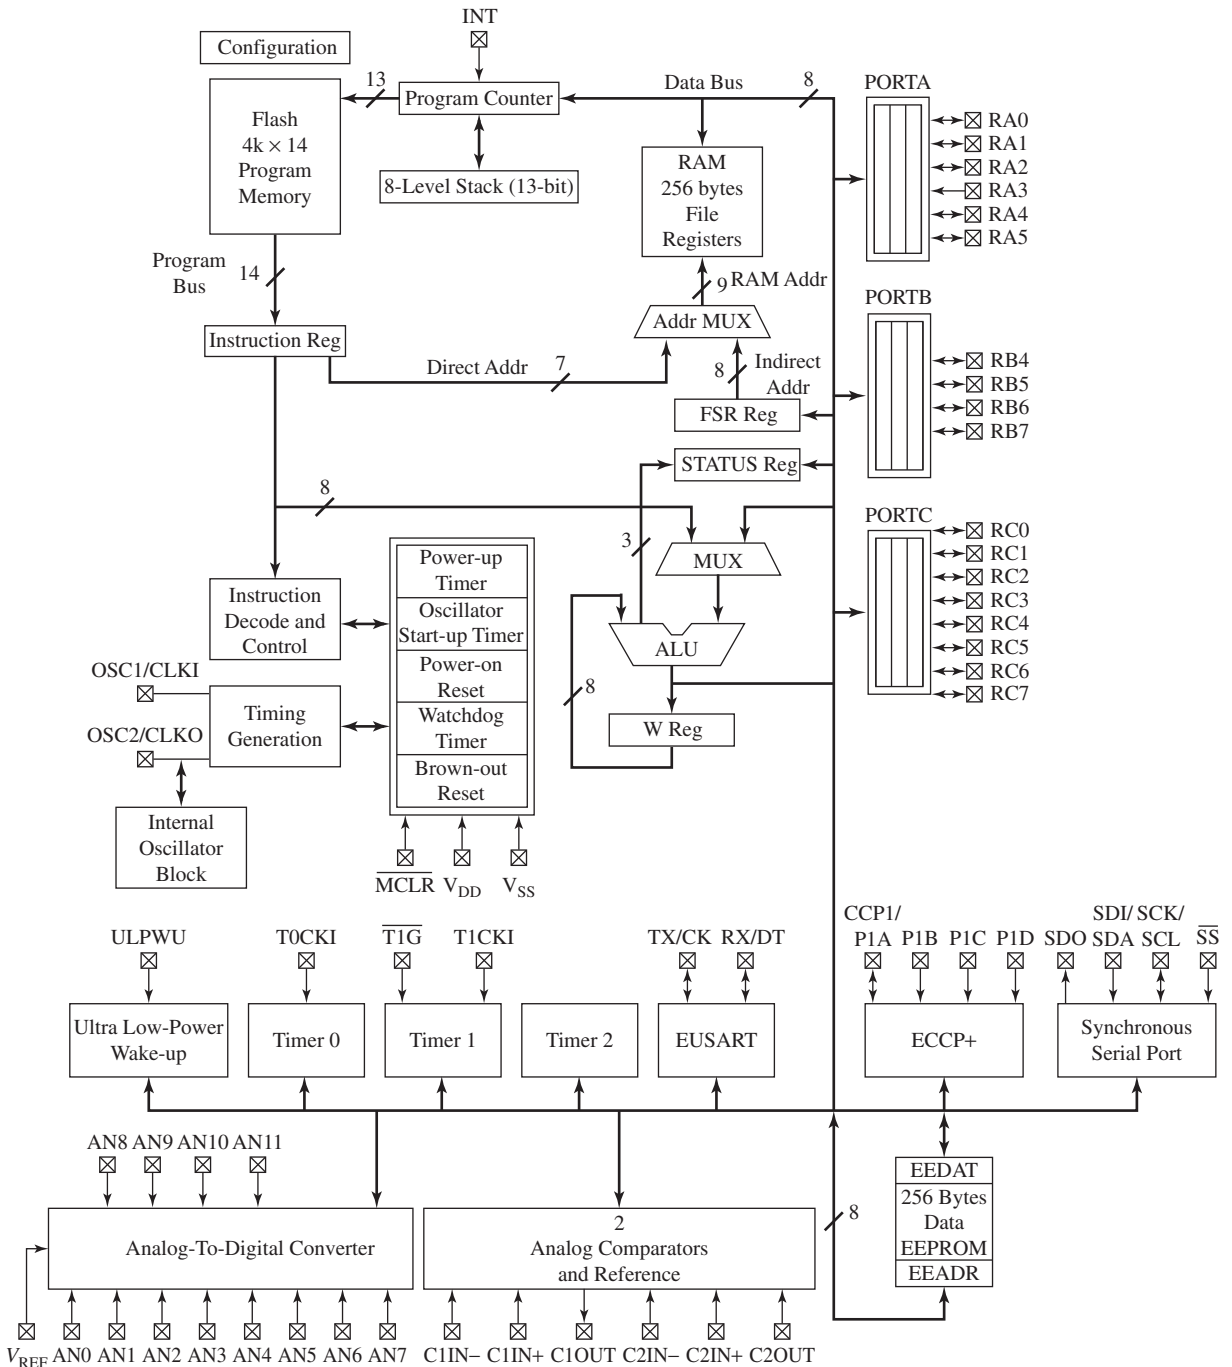 INT
Configuration
13
Program Counter
Data Bus
8
PORTA
Flash
4k × 14
Program
Memory
8-Level Stack (13-bit)
RAM
256 bytes
File
Registers
RA0
RA1
RA2
RA3
RA4
RA5
Program
Bus
14
9
RAM Addr
PORTB
Instruction Reg
Addr MUX
Direct Addr
7
8
Indirect
Addr
FSR Reg
RB4
RB5
RB6
RB7
STATUS Reg
8
3
MUX
PORTC
RC0
RC1
RC2
RC3
RC4
RC5
RC6
RC7
Instruction
Decode and
Control
Power-up
Timer
Oscillator
Start-up Timer
Power-on
Reset
Watchdog
Timer
Brown-out
Reset
ALU
8
W Reg
OSC1/CLKI
OSC2/CLKO
Timing
Generation
Internal
Oscillator
Block
MCLR
VDD
VSS
ULPWU
T0CKI
T1G
T1CKI
TX/CK
RX/DT
CCP1/
P1A
P1B
P1C
P1D
SDO
SDI/
SDA
SCK/
SCL
SS
Ultra Low-Power
Wake-up
Timer 0
Timer 1
Timer 2
EUSART
ECCP+
Synchronous
Serial Port
AN8
AN9
AN10
AN11
Analog-To-Digital Converter
2
Analog Comparators
and Reference
8
EEDAT
256 Bytes
Data
EEPROM
EEADR
VREF
AN0
AN1
AN2
AN3
AN4
AN5
AN6
AN7
C1IN−
C1IN+
C1OUT
C2IN−
C2IN+
C2OUT